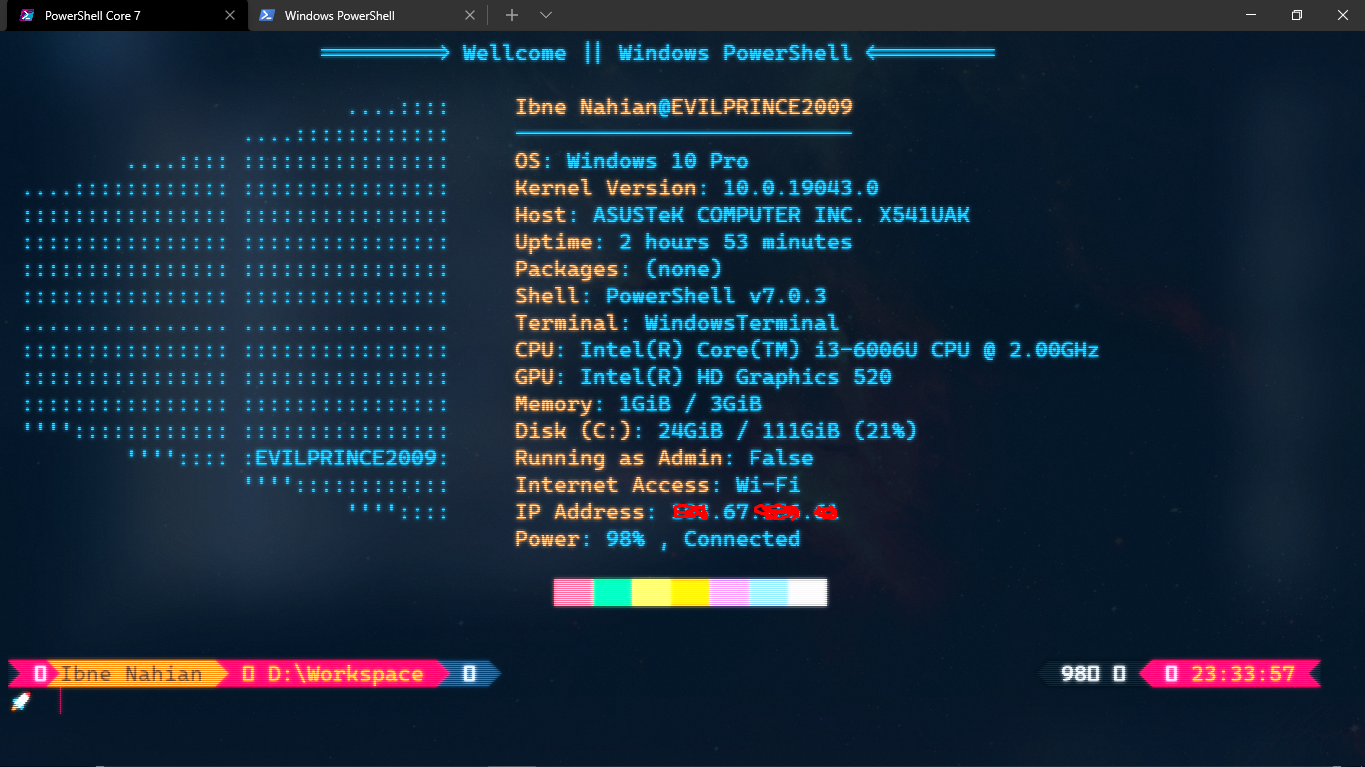 PowerShell Core 7
Windows PowerShell
Wellcome || Windows PowerShell
Ibne Nahian@EVILPRINCE2009
OS: Windows 10 Pro
Kernel Version: 10.0.19043.0
Host: ASUSTeK COMPUTER INC. X541UAK
Uptime: 2 hours 53 minutes
Packages: (none)
Shell: PowerShell v7.0.3
Terminal: WindowsTerminal
CPU: Intel(R) Core(TM) i3-6006U CPU @ 2.00GHz
GPU: Intel(R) HD Graphics 520
Memory: 1GiB / 3GiB
Disk (C:): 24GiB / 111GiB (21%)
:EVILPRINCE2009:
Running as Admin: False
Internet Access: Wi-Fi
IP Address: .67.
Power: 98% , Connected
Ibne Nahian D:\Workspace
98 23:33:57